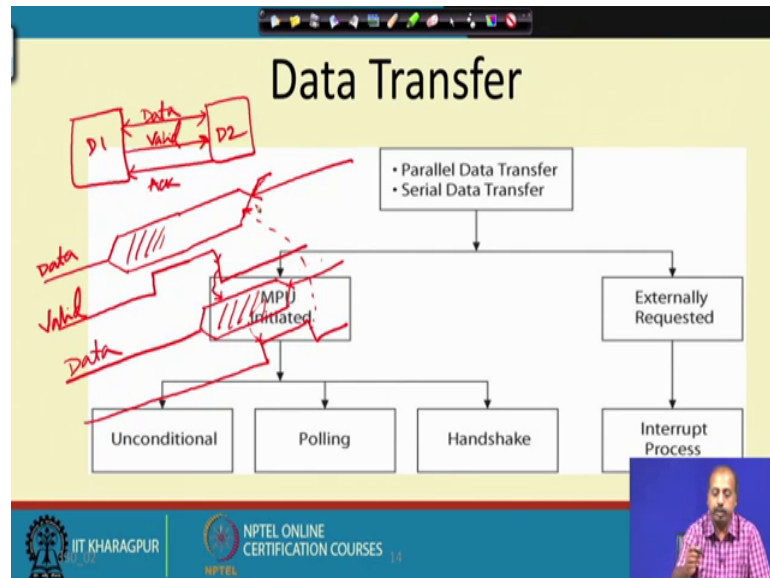 Data Transfer
Data
D1
Valid
D2
Ack
• Parallel Data Transfer
• Serial Data Transfer
Data
Valid
MPU
Initiated
Externally
Requested
Data
Unconditional
Polling
Handshake
Interrupt
Process
IIT KHARAGPUR
NPTEL
NPTEL ONLINE
CERTIFICATION COURSES
14